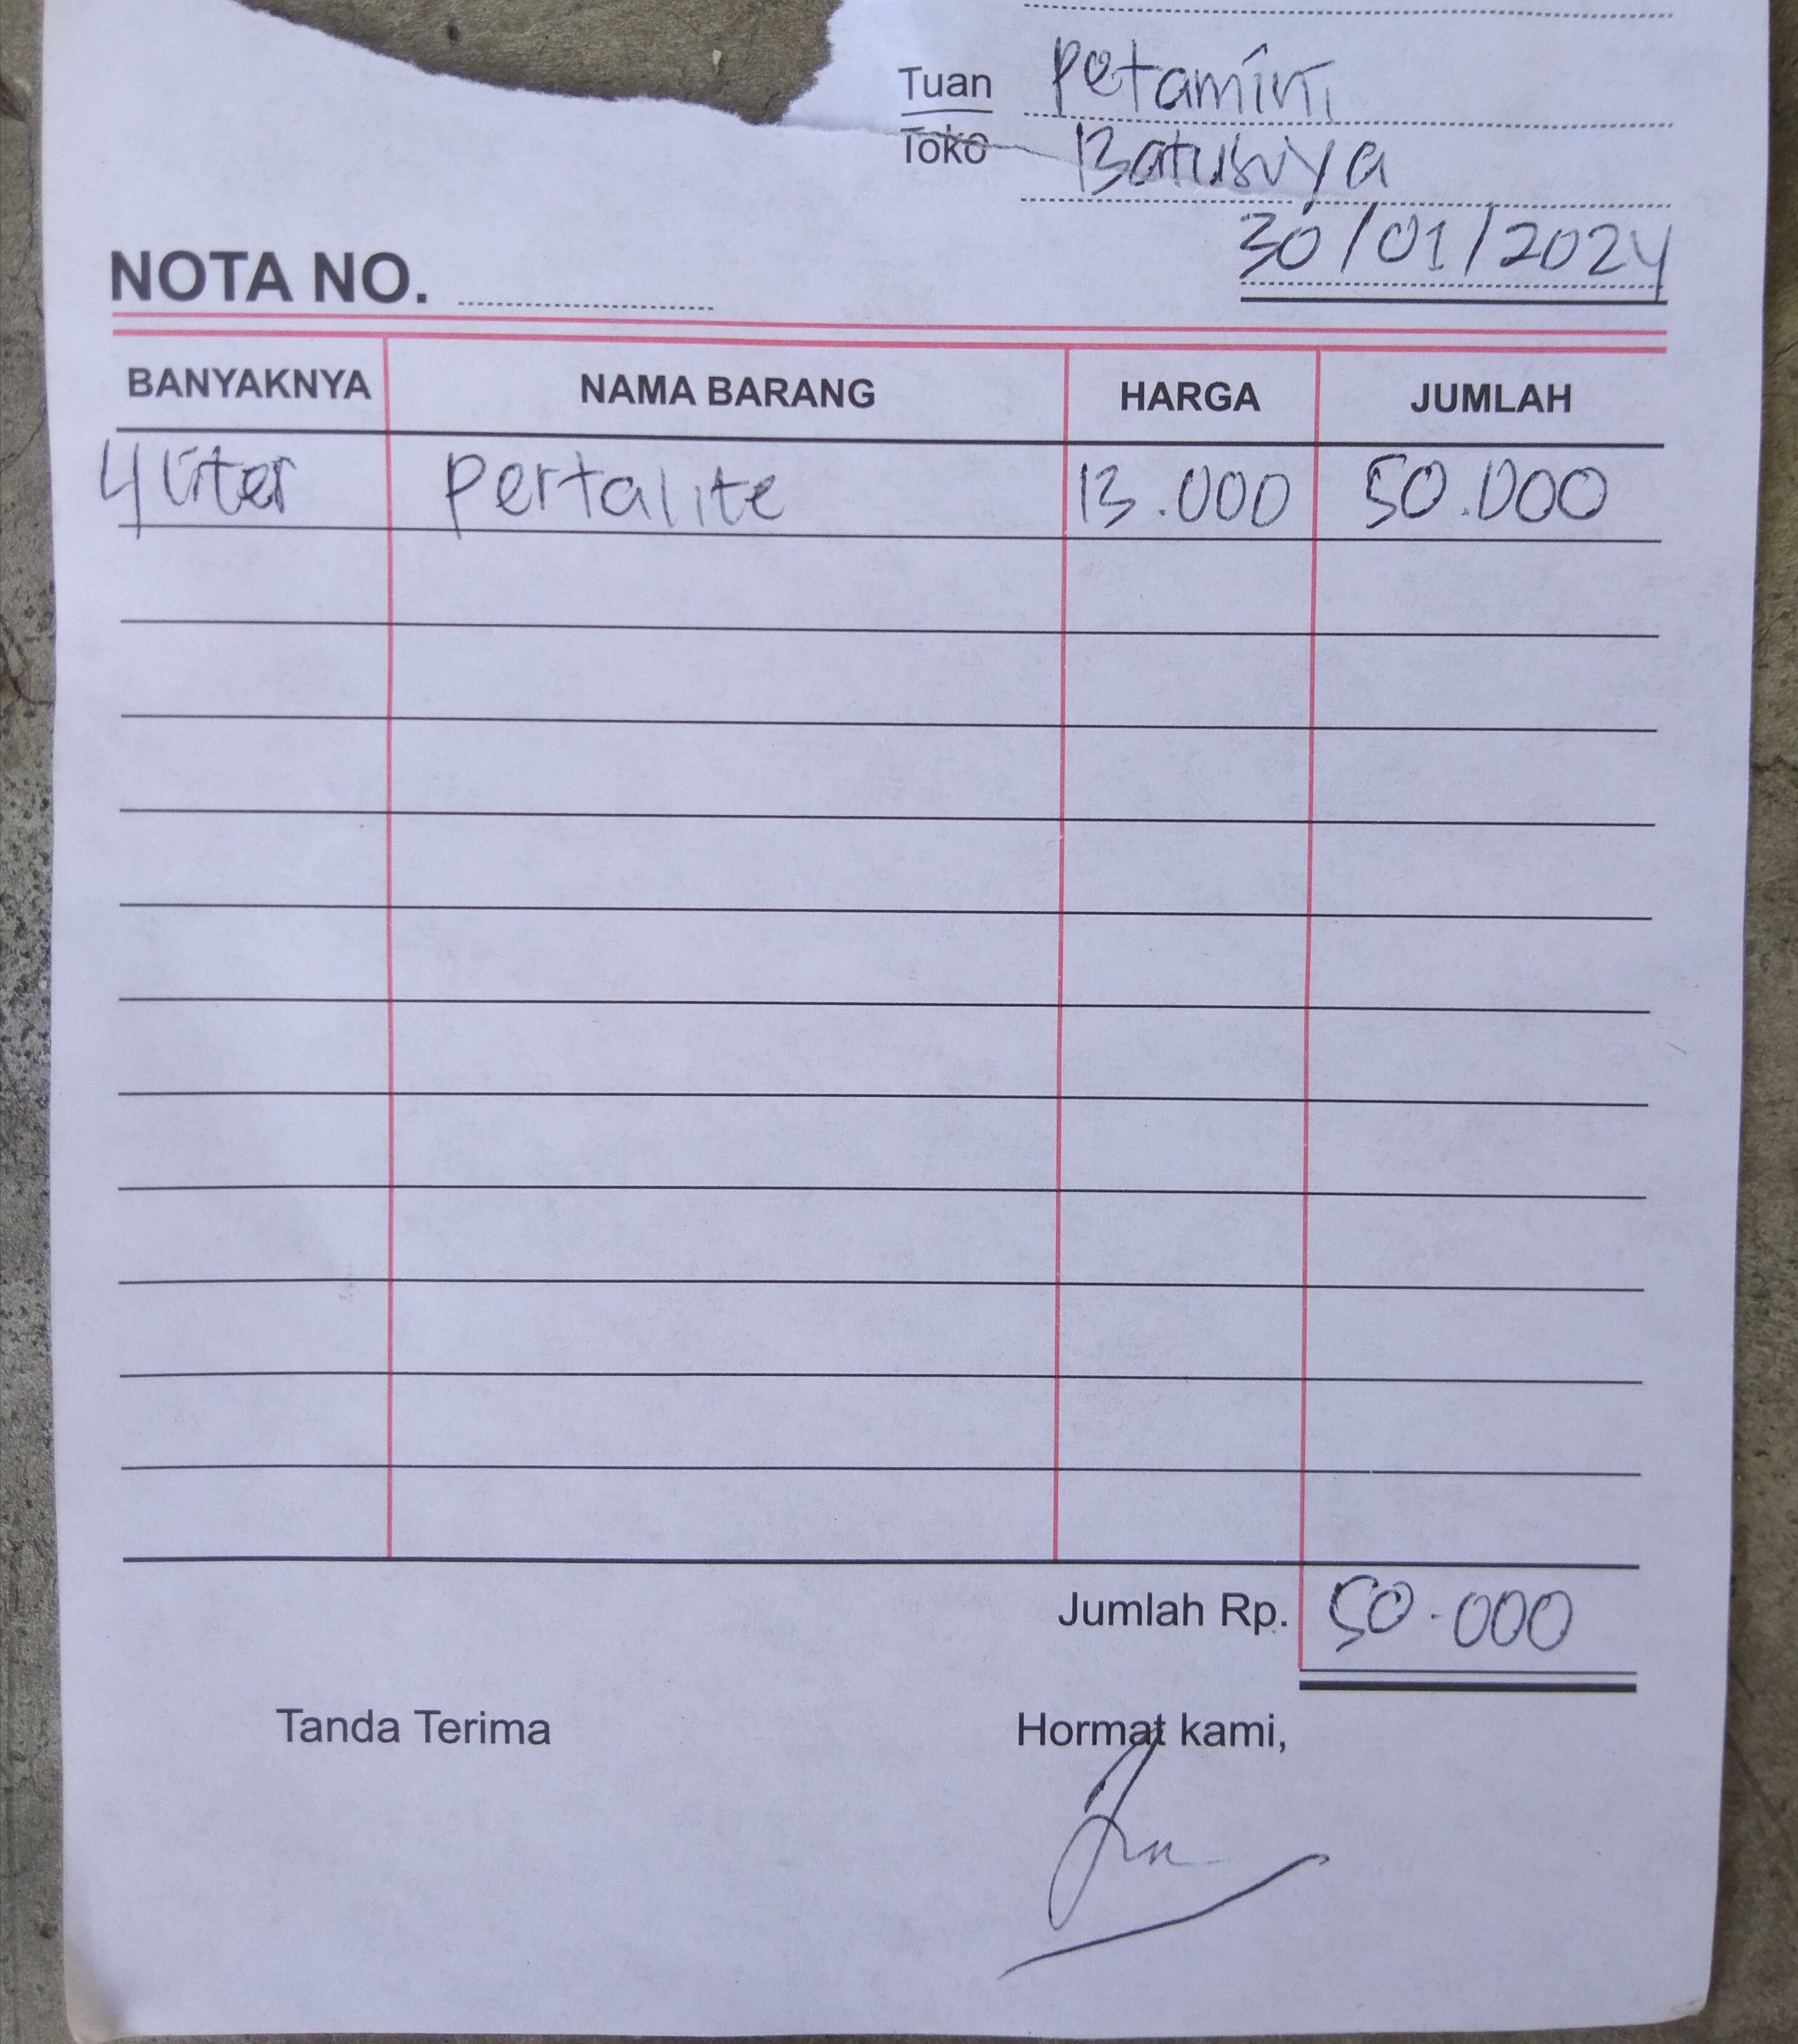 Tuan Petamini
Toko Batusiya
30/01/2024
NOTA NO.
BANYAKNYA NAMA BARANG HARGA JUMLAH
4 liter Pertalite 13.000 50.000
Jumlah Rp. 50.000
Tanda Terima Hormat kami,